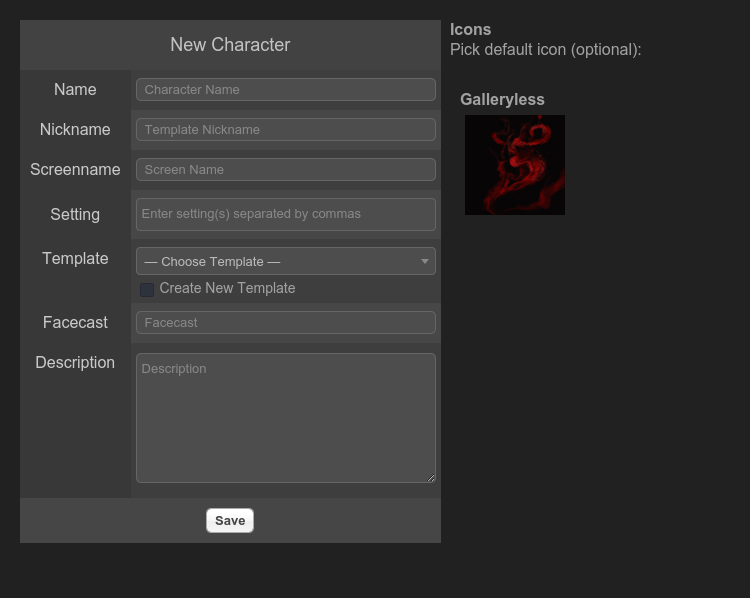 New Character
Name
Character Name
Nickname
Template Nickname
Screenname
Screen Name
Setting
Enter setting(s) separated by commas
Template
— Choose Template —
Create New Template
Facecast
Facecast
Description
Description
Save
Icons
Pick default icon (optional):
Galleryless